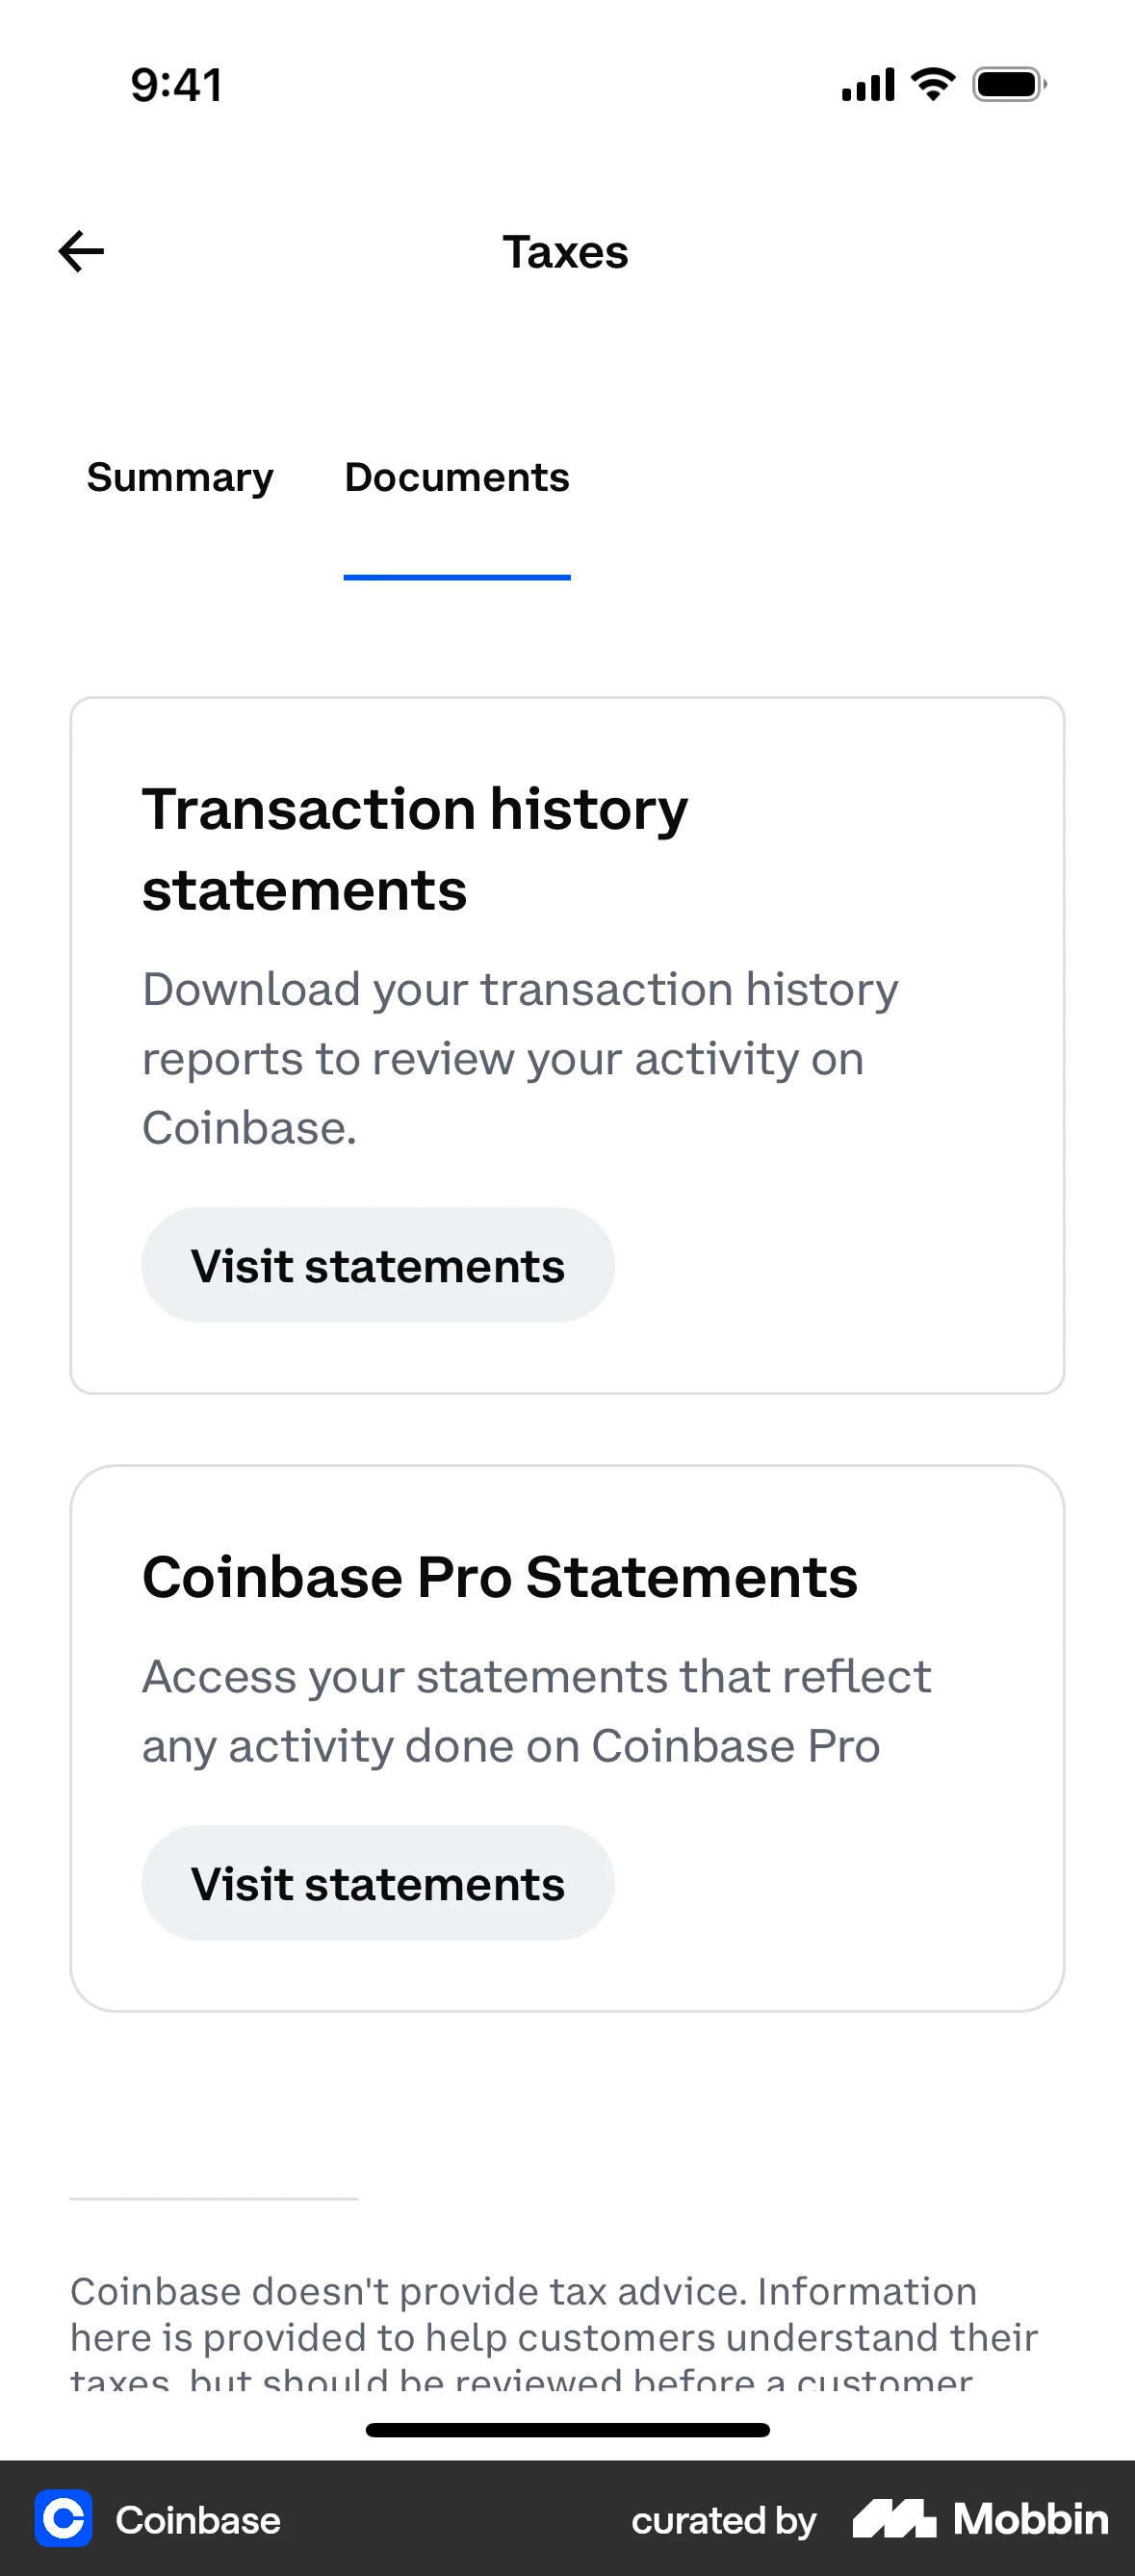 9:41
Taxes
Summary Documents
Transaction history
statements
Download your transaction history
reports to review your activity on
Coinbase.
Visit statements
Coinbase Pro Statements
Access your statements that reflect
any activity done on Coinbase Pro
Visit statements
Coinbase doesn't provide tax advice. Information
here is provided to help customers understand their
taxes, but should be reviewed before a customer
Coinbase curated by Mobbin